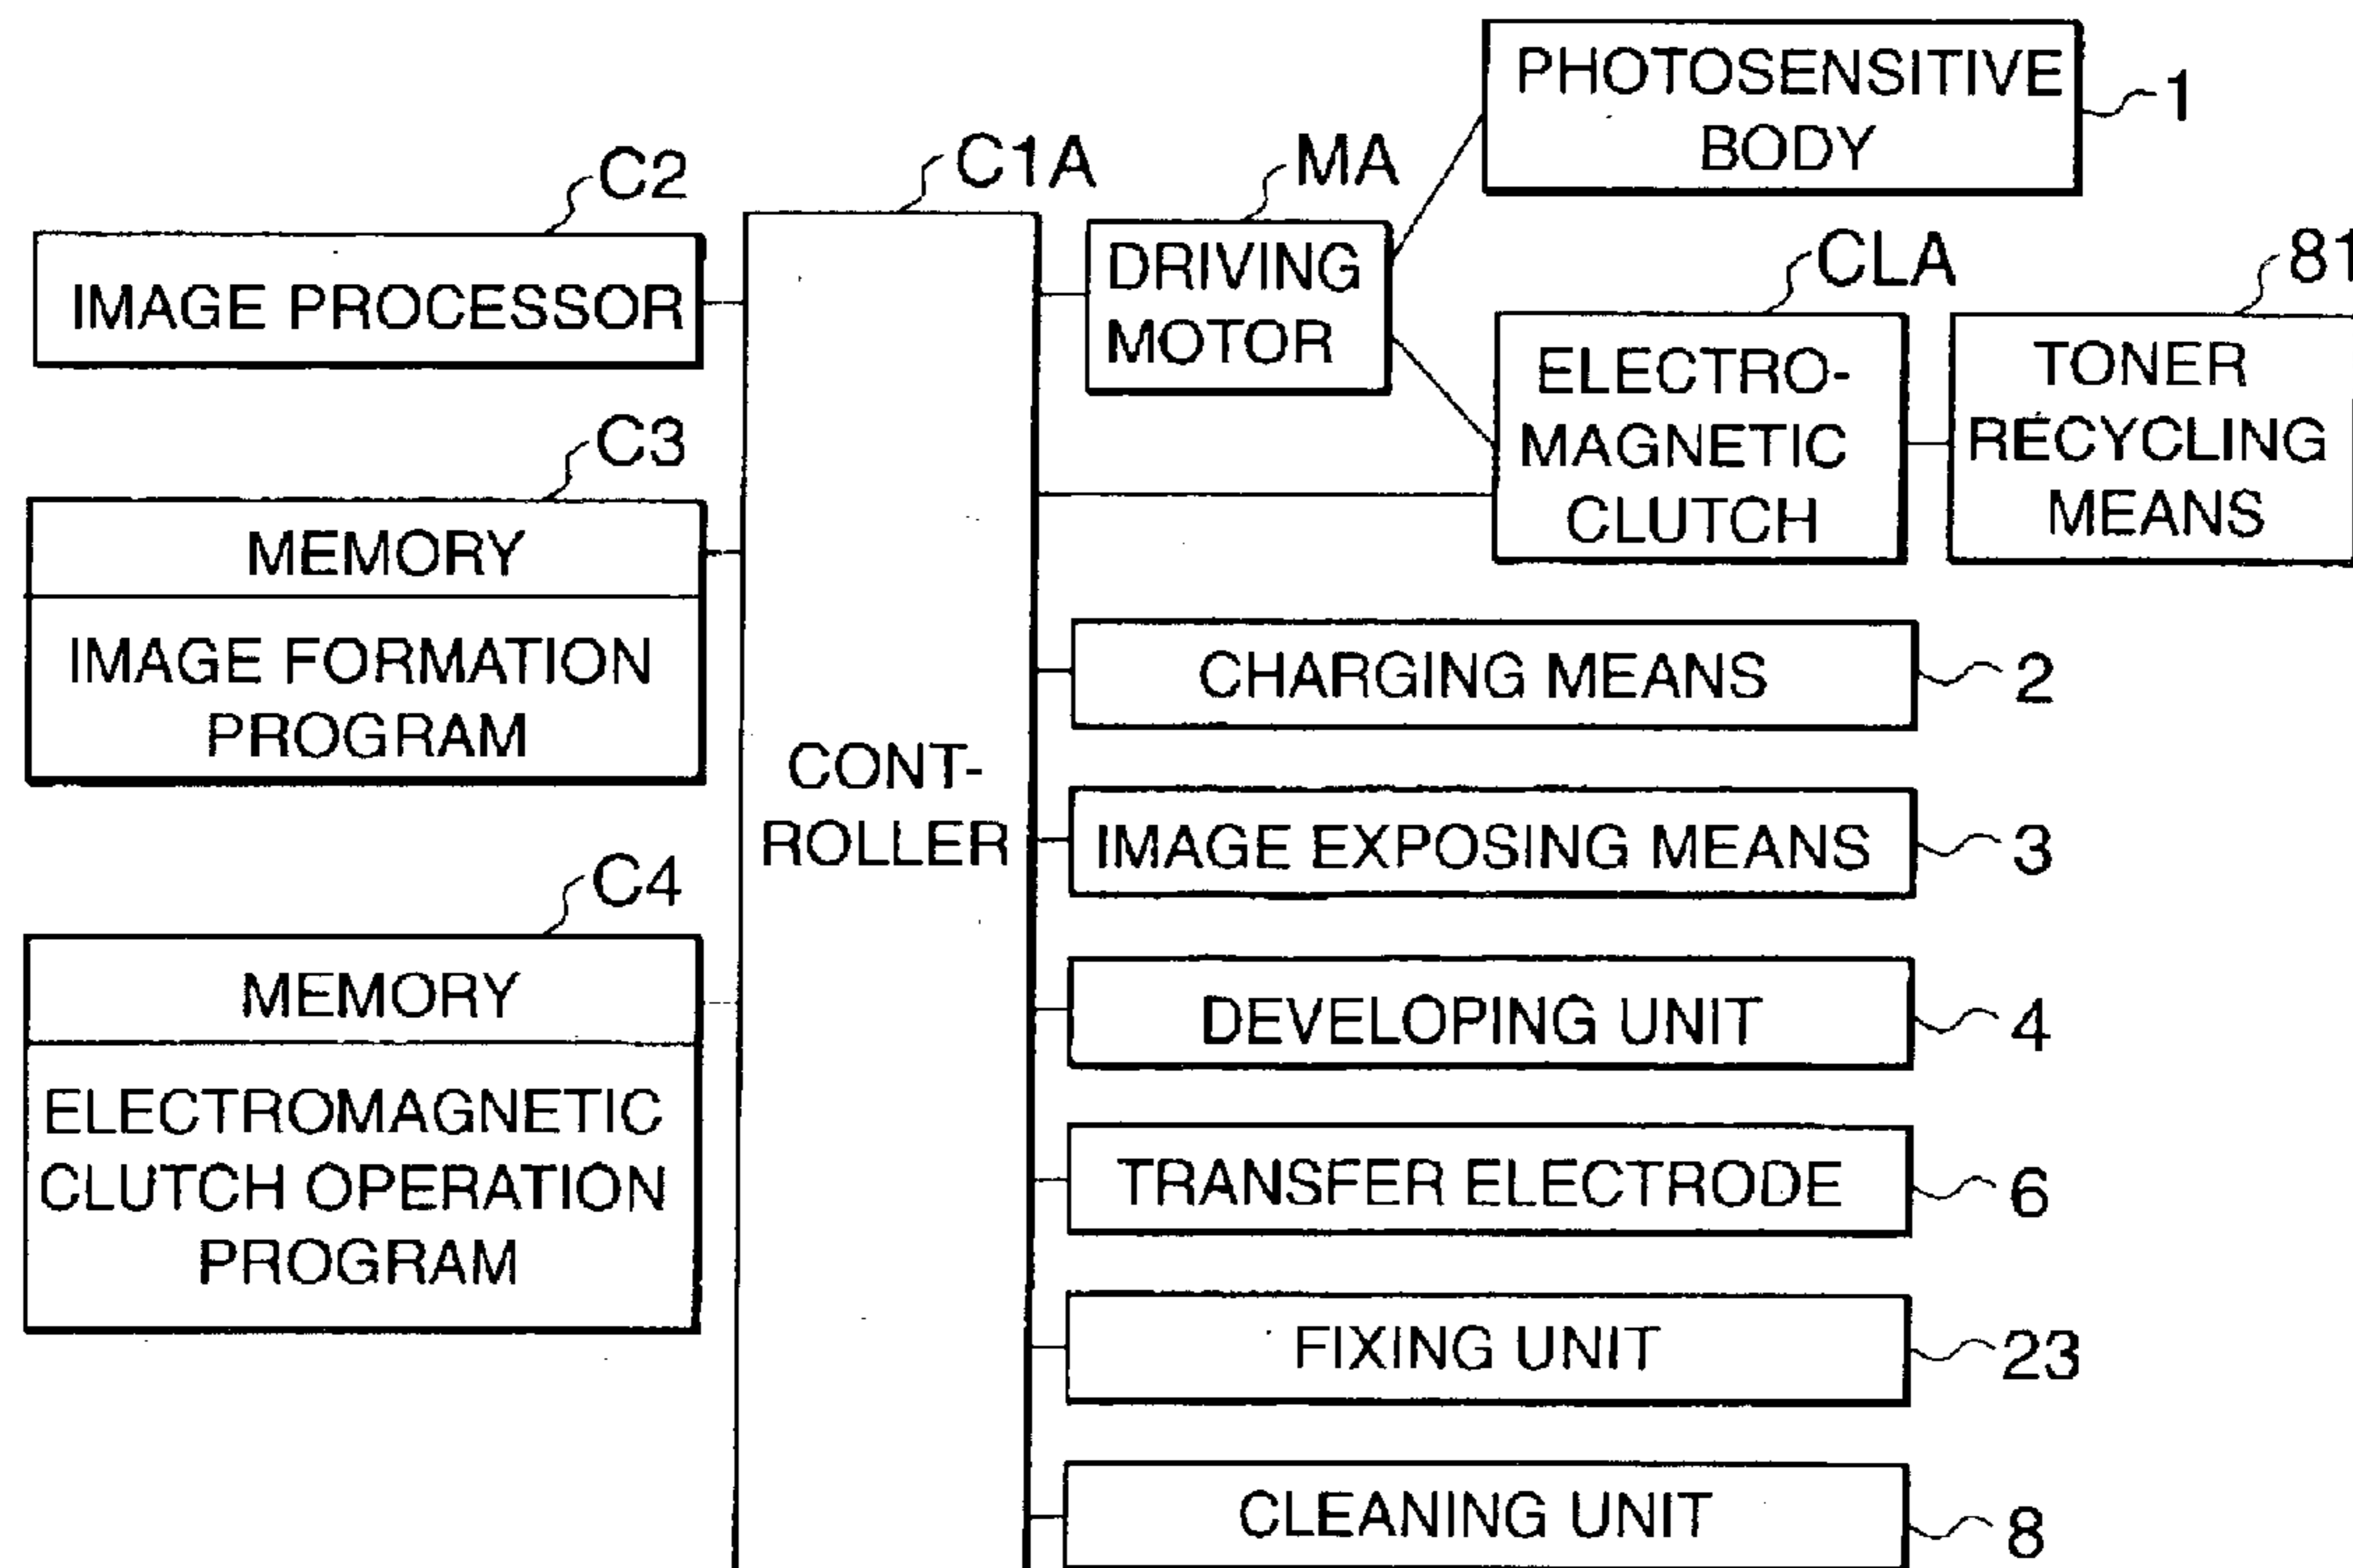 PHOTOSENSITIVE
BODY
1
C2
IMAGE PROCESSOR
C3
MEMORY
IMAGE FORMATION
PROGRAM
C4
MEMORY
ELECTROMAGNETIC
CLUTCH OPERATION
PROGRAM
C1A
CONT-
ROLLER
MA
DRIVING
MOTOR
CLA
ELECTRO-
MAGNETIC
CLUTCH
81
TONER
RECYCLING
MEANS
CHARGING MEANS
2
IMAGE EXPOSING MEANS
3
DEVELOPING UNIT
4
TRANSFER ELECTRODE
6
FIXING UNIT
23
CLEANING UNIT
8